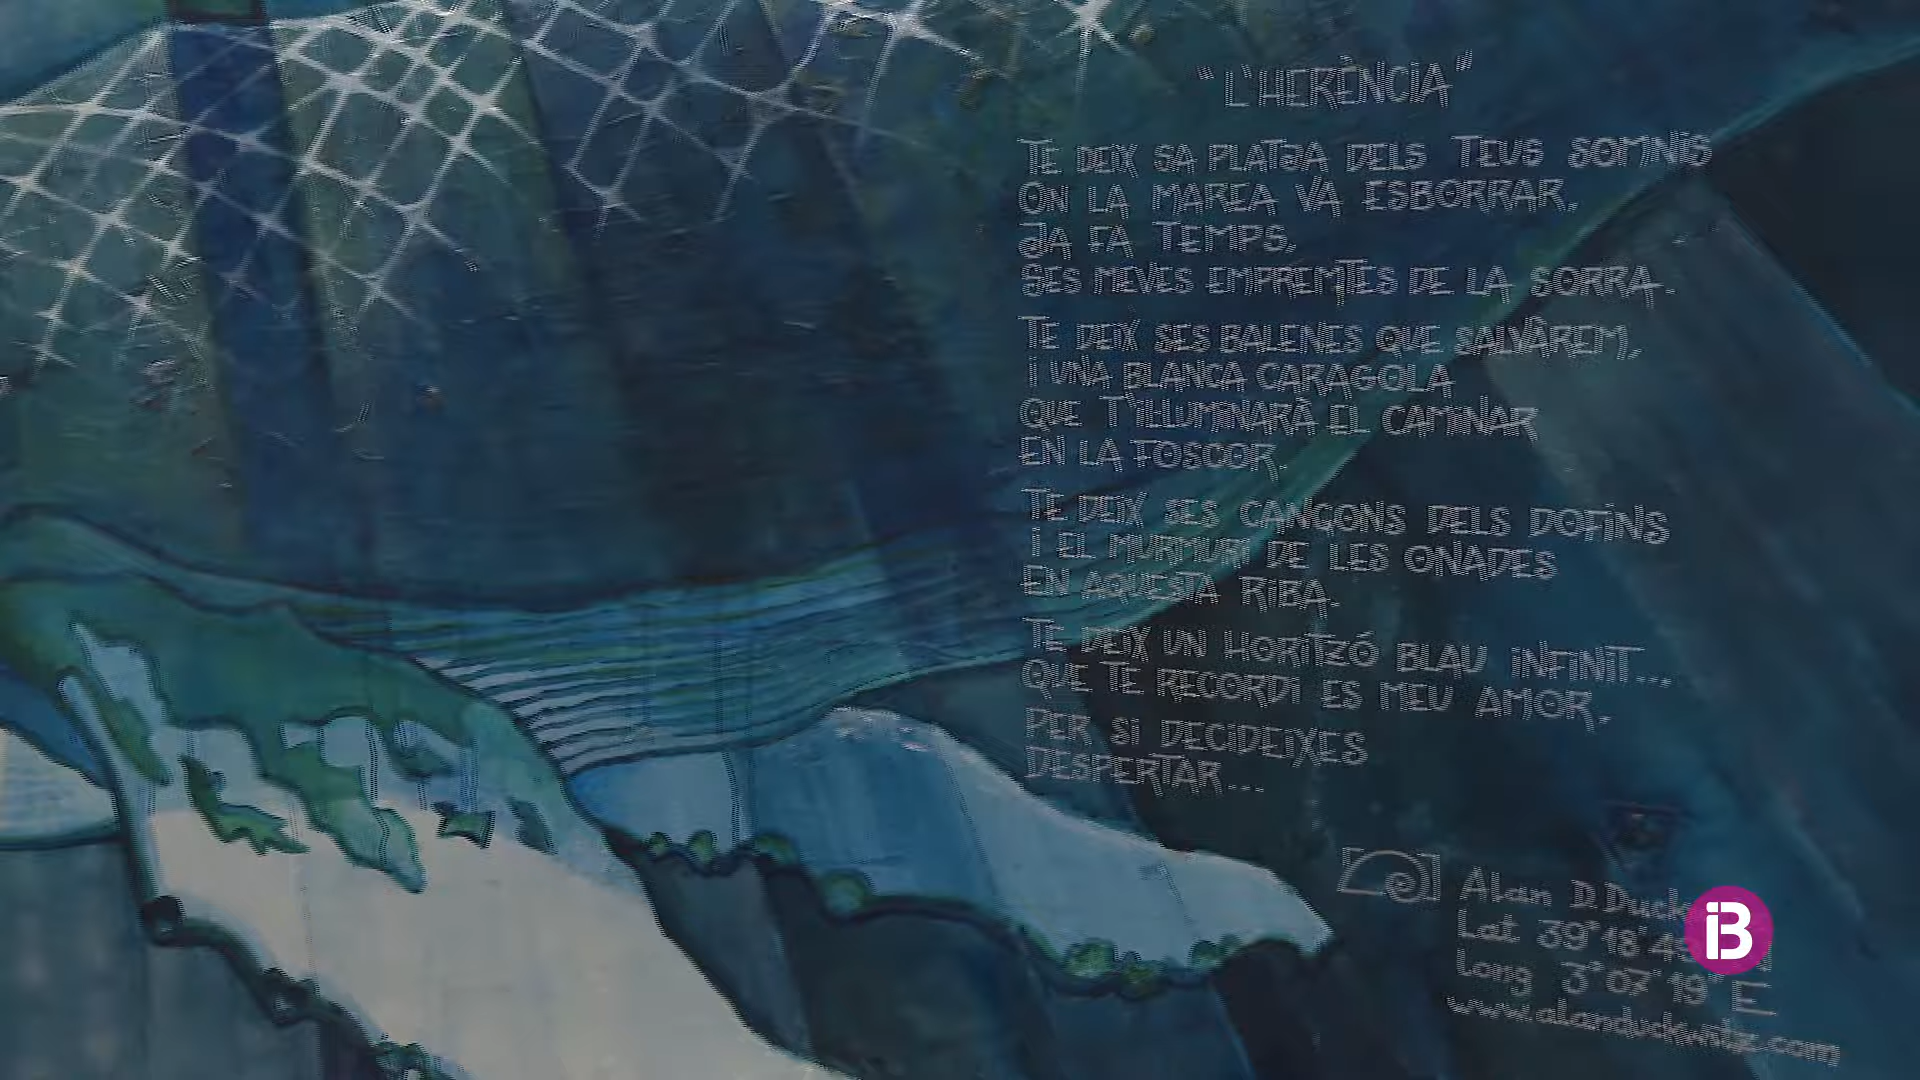 "L'HERÈNCIA"
TE DEIX SA PLATJA DELS TEUS SOMNIS
ON LA MAREA VA ESBORRAR,
JA FA TEMPS,
SES MEVES EMPREMTES DE LA SORRA.
TE DEIX SES BALENES QUE SALVÀREM,
I UNA BLANCA CARAGOLA
QUE T'IL·LUMINARÀ EL CAMINAR
EN LA FOSCOR.
TE DEIX SES CANÇONS DELS DOFINS
I EL MURMURI DE LES ONADES
EN AQUESTA RIBA.
TE DEIX UN HORITZÓ BLAU INFINIT...
QUE TE RECORDI ES MEU AMOR,
PER SI DECIDEIXES
DESPERTAR...
Alan D.Duck
Lat 39°18'
Long 3°07'19" E
IB